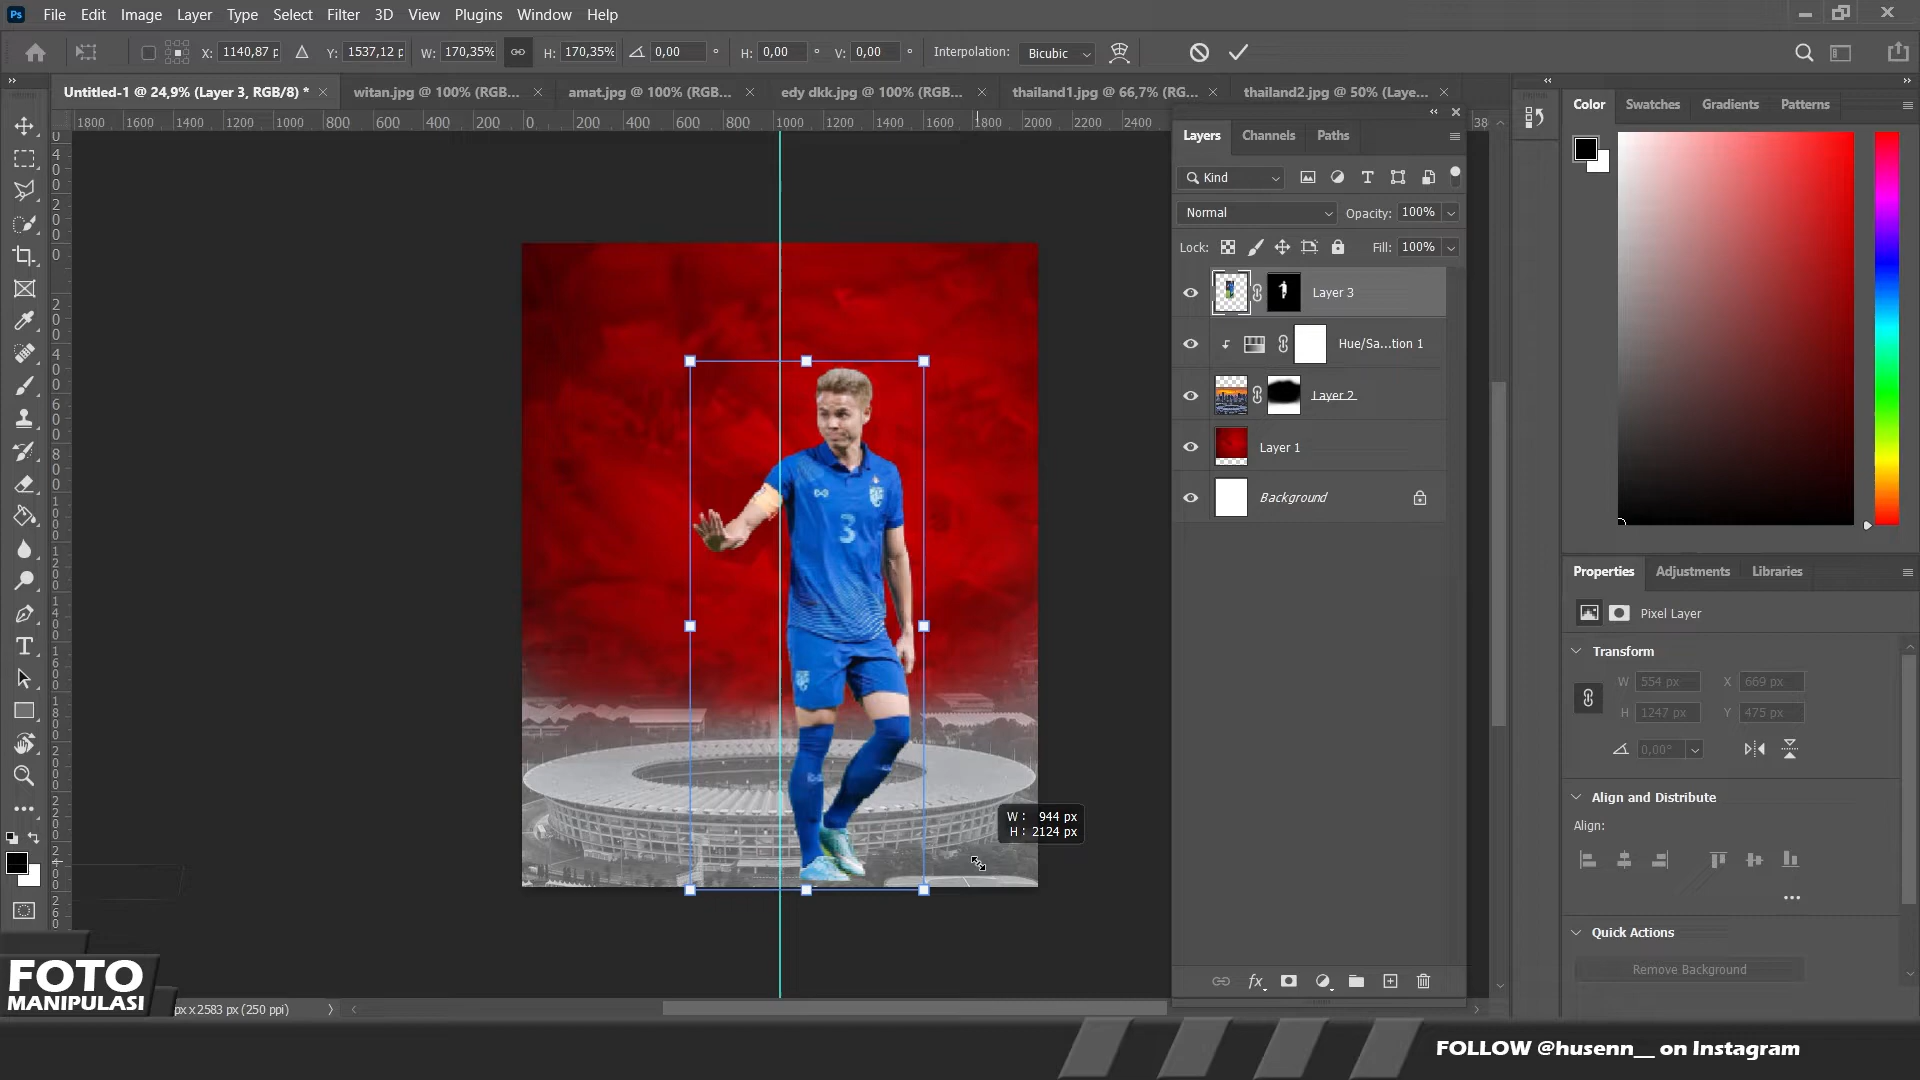 File Edit Image Layer Type Select Filter 3D View Plugins Window Help
X: 1140,87 p Y: 1537,12 p W: 170,35% H: 170,35% 0,00 ° H: 0,00 ° V: 0,00 ° Interpolation: Bicubic
Untitled-1 @ 24,9% (Layer 3, RGB/8) * witan.jpg @ 100% (RGB... amat.jpg @ 100% (RGB... edy dkk.jpg @ 100% (RGB... thailand1.jpg @ 66,7% (RG... thailand2.jpg @ 50% (Laye...
1800 1600 1400 1200 1000 800 600 400 200 0 200 400 600 800 1000 1200 1400 1600 1800 2000 2200 2400
Layers Channels Paths
Kind
Normal Opacity: 100%
Lock: Fill: 100%
Layer 3
Hue/Sa...tion 1
Layer 2
Layer 1
Background
Color Swatches Gradients Patterns
Properties Adjustments Libraries
Pixel Layer
Transform
W 554 px X 669 px
H 1247 px Y 475 px
0,00°
Align and Distribute
Align:
Quick Actions
Remove Background
3
W : 944 px
H : 2124 px
FOTO
MANIPULASI
px x 2583 px (250 ppi)
FOLLOW @husenn__ on Instagram